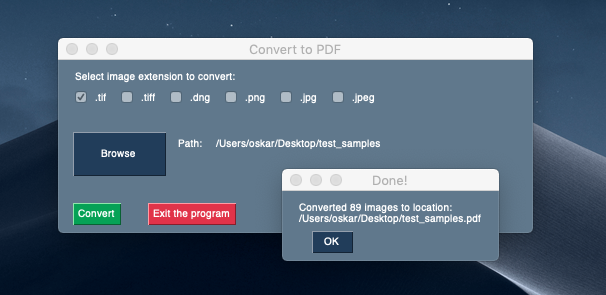 Convert to PDF
Select image extension to convert:
.tif .tiff .dng .png .jpg .jpeg
Browse
Path: /Users/oskar/Desktop/test_samples
Done!
Converted 89 images to location:
/Users/oskar/Desktop/test_samples.pdf
OK
Convert
Exit the program